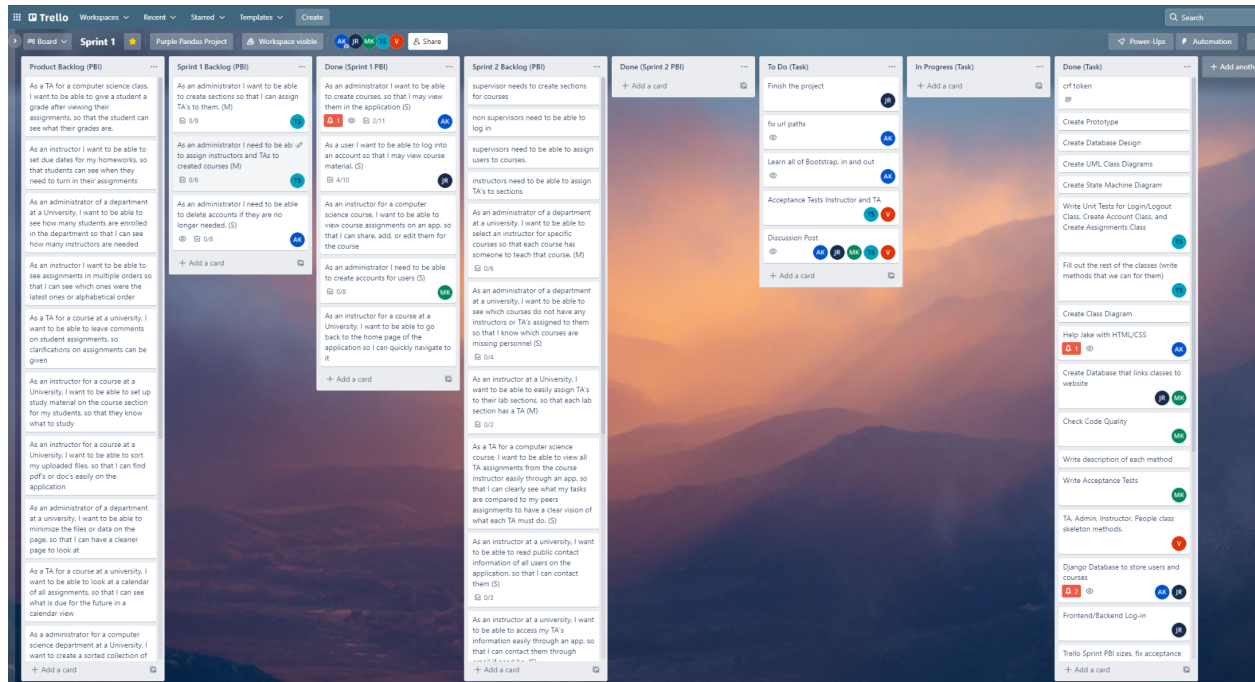 Trello
Workspaces
Recent
Starred
Templates
Create
Search
Board
Sprint 1
Purple Pandas Project
Workspace visible
AK
JR
MK
TS
V
Share
Power-Ups
Automation
Product Backlog (PBI)
As a TA for a computer science class,
I want to be able to give a student a
grade after viewing their
assignments, so that the student can
see what their grades are.
As an instructor I want to be able to
set due dates for my homeworks, so
that students can see when they
need to turn in their assignments
As an administrator of a department
at a University, I want to be able to
see how many students are enrolled
in the department so that I can see
how many instructors are needed
As an instructor I want to be able to
see assignments in multiple orders so
that I can see which ones were the
latest ones or alphabetical order
As a TA for a course at a university, I
want to be able to leave comments
on student assignments, so
clarifications on assignments can be
given
As an instructor for a course at a
University, I want to be able to set up
study material on the course section
for my students, so that they know
what to study
As an instructor for a course at a
University, I want to be able to sort
my uploaded files, so that I can find
pdf's or doc's easily on the
application
As an administrator of a department
at a university, I want to be able to
minimize the files or data on the
page, so that I can have a cleaner
page to look at
As a TA for a course at a university, I
want to be able to look at a calendar
of all assignments, so that I can see
what is due for the future in a
calendar view
As a administrator for a computer
science department at a University, I
want to create a sorted collection of
+ Add a card
Sprint 1 Backlog (PBI)
As an administrator I want to be able
to create sections so that I can assign
TA's to them. (M)
0/9
TS
As an administrator I need to be ab
to assign instructors and TAs to
created courses (M)
0/6
TS
As an administrator I want to be able
to delete accounts if they are no
longer needed. (S)
0/8
AK
+ Add a card
Done (Sprint 1 PBI)
As an administrator I want to be able
to create courses, so that I may view
them in the application (S)
1
2/11
AK
As a user I want to be able to log into
an account so that I may view course
material. (S)
4/10
JR
As an instructor for a computer
science course, I want to be able to
view course assignments on an app, so
that I can share, add, or edit them for
the course
As an administrator I need to be able
to create accounts for users (S)
0/8
MK
As an instructor for a course at a
University, I want to be able to go
back to the home page of the
application so I can quickly navigate to
it
+ Add a card
Sprint 2 Backlog (PBI)
supervisor needs to create sections
for courses
non supervisors need to be able to
log in
supervisors need to be able to assign
users to courses.
instructors need to be able to assign
TA's to sections
As an administrator of a department
at a university, I want to be able to
select an instructor for specific
courses so that each course has
someone to teach that course. (M)
0/6
As an administrator of a department
at a university, I want to be able to
see which courses do not have any
instructors or TA's assigned to them
so that I know which courses are
missing personnel (S)
0/4
As an instructor at a University, I
want to be able to easily assign TA's
to their lab sections, so that each lab
section has a TA (M)
0/2
As a TA for a computer science
course, I want to be able to view all
TA assignments from the course
instructor easily through an app, so
that I can clearly see what my tasks
are compared to my peers
assignments to have a clear vision of
what each TA must do. (S)
As an instructor at a university, I want
to be able to read public contact
information of all users on the
application, so that I can contact
them (S)
0/3
As an instructor at a university, I want
to be able to access my TA's
information easily through an app, so
that I can contact them through
+ Add a card
Done (Sprint 2 PBI)
+ Add a card
To Do (Task)
Finish the project
JR
fix url paths
AK
Learn all of Bootstrap, in and out
AK
Acceptance Tests Instructor and TA
TS
V
Discussion Post
AK
JR
MK
TS
V
+ Add a card
In Progress (Task)
+ Add a card
Done (Task)
crf token
Create Prototype
Create Database Design
Create UML Class Diagrams
Create State Machine Diagram
Write Unit Tests for Login/Logout
Class, Create Account Class, and
Create Assignments Class
TS
Fill out the rest of the classes (write
methods that we can for them)
TS
Create Class Diagram
Help Jake with HTML/CSS
1
AK
Create Database that links classes to
website
JR
MK
Check Code Quality
MK
Write description of each method
Write Acceptance Tests
MK
TA, Admin, Instructor, People class
skeleton methods.
V
Django Database to store users and
courses
2
AK
JR
Frontend/Backend Log-in
JR
Trello Sprint PBI sizes, fix acceptance
+ Add a card
+ Add anoth